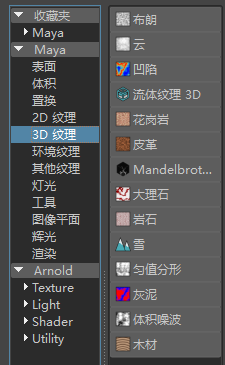 收藏夹
Maya
Maya
表面
体积
置换
2D 纹理
3D 纹理
环境纹理
其他纹理
灯光
工具
图像平面
辉光
渲染
Arnold
Texture
Light
Shader
Utility
布朗
云
凹陷
流体纹理 3D
花岗岩
皮革
Mandelbrot...
大理石
岩石
雪
匀值分形
灰泥
体积噪波
木材